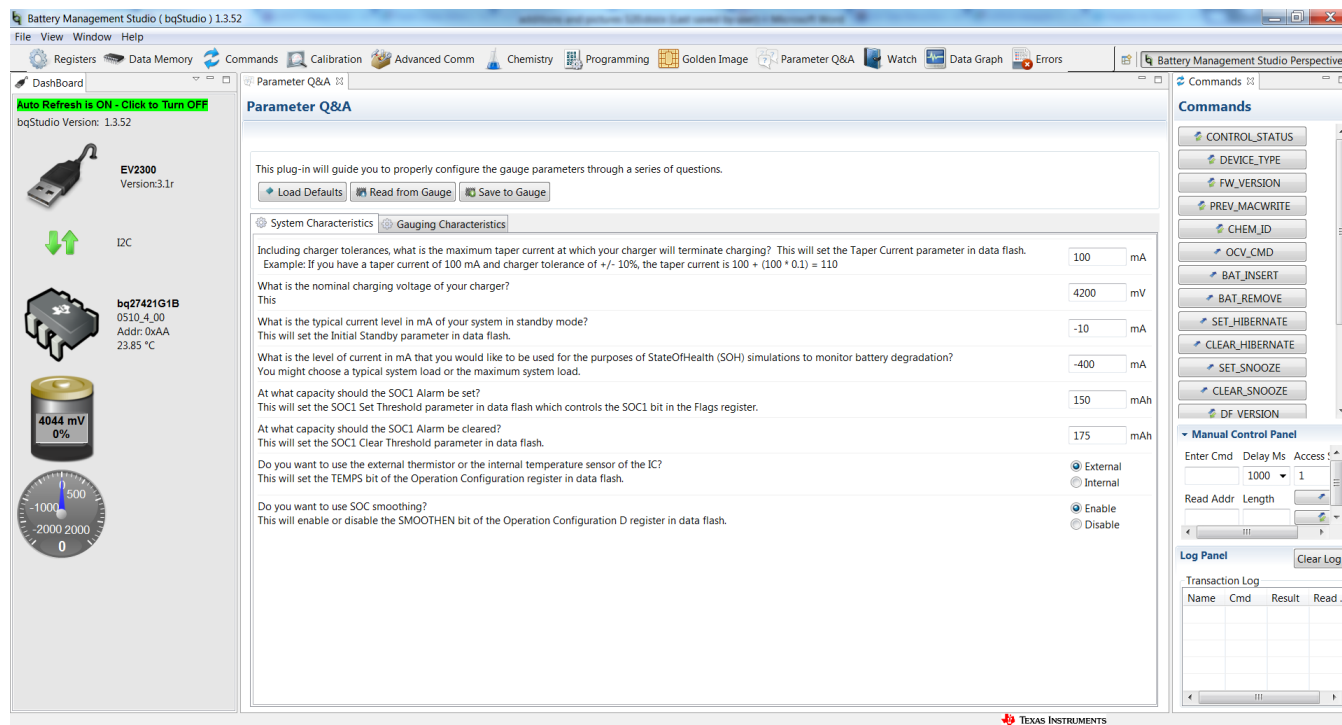 Battery Management Studio ( bqStudio ) 1.3.52
File View Window Help
Registers Data Memory Commands Calibration Advanced Comm Chemistry Programming Golden Image Parameter Q&A Watch Data Graph Errors Battery Management Studio Perspective
DashBoard
Auto Refresh is ON - Click to Turn OFF
bqStudio Version: 1.3.52
EV2300
Version:3.1r
I2C
bq27421G1B
0510_4_00
Addr: 0xAA
23.85 °C
4044 mV
0%
500
-1000
-2000 2000
0
Parameter Q&A
Parameter Q&A
This plug-in will guide you to properly configure the gauge parameters through a series of questions.
Load Defaults Read from Gauge Save to Gauge
System Characteristics Gauging Characteristics
Including charger tolerances, what is the maximum taper current at which your charger will terminate charging? This will set the Taper Current parameter in data flash.
Example: If you have a taper current of 100 mA and charger tolerance of +/- 10%, the taper current is 100 + (100 * 0.1) = 110
100 mA
What is the nominal charging voltage of your charger?
This
4200 mV
What is the typical current level in mA of your system in standby mode?
This will set the Initial Standby parameter in data flash.
-10 mA
What is the level of current in mA that you would like to be used for the purposes of StateOfHealth (SOH) simulations to monitor battery degradation?
You might choose a typical system load or the maximum system load.
-400 mA
At what capacity should the SOC1 Alarm be set?
This will set the SOC1 Set Threshold parameter in data flash which controls the SOC1 bit in the Flags register.
150 mAh
At what capacity should the SOC1 Alarm be cleared?
This will set the SOC1 Clear Threshold parameter in data flash.
175 mAh
Do you want to use the external thermistor or the internal temperature sensor of the IC?
This will set the TEMPS bit of the Operation Configuration register in data flash.
External
Internal
Do you want to use SOC smoothing?
This will enable or disable the SMOOTHEN bit of the Operation Configuration D register in data flash.
Enable
Disable
Commands
Commands
CONTROL_STATUS
DEVICE_TYPE
FW_VERSION
PREV_MACWRITE
CHEM_ID
OCV_CMD
BAT_INSERT
BAT_REMOVE
SET_HIBERNATE
CLEAR_HIBERNATE
SET_SNOOZE
CLEAR_SNOOZE
DF_VERSION
Manual Control Panel
Enter Cmd Delay Ms Access
1000 1
Read Addr Length
Log Panel Clear Log
Transaction Log
Name Cmd Result Read
TEXAS INSTRUMENTS